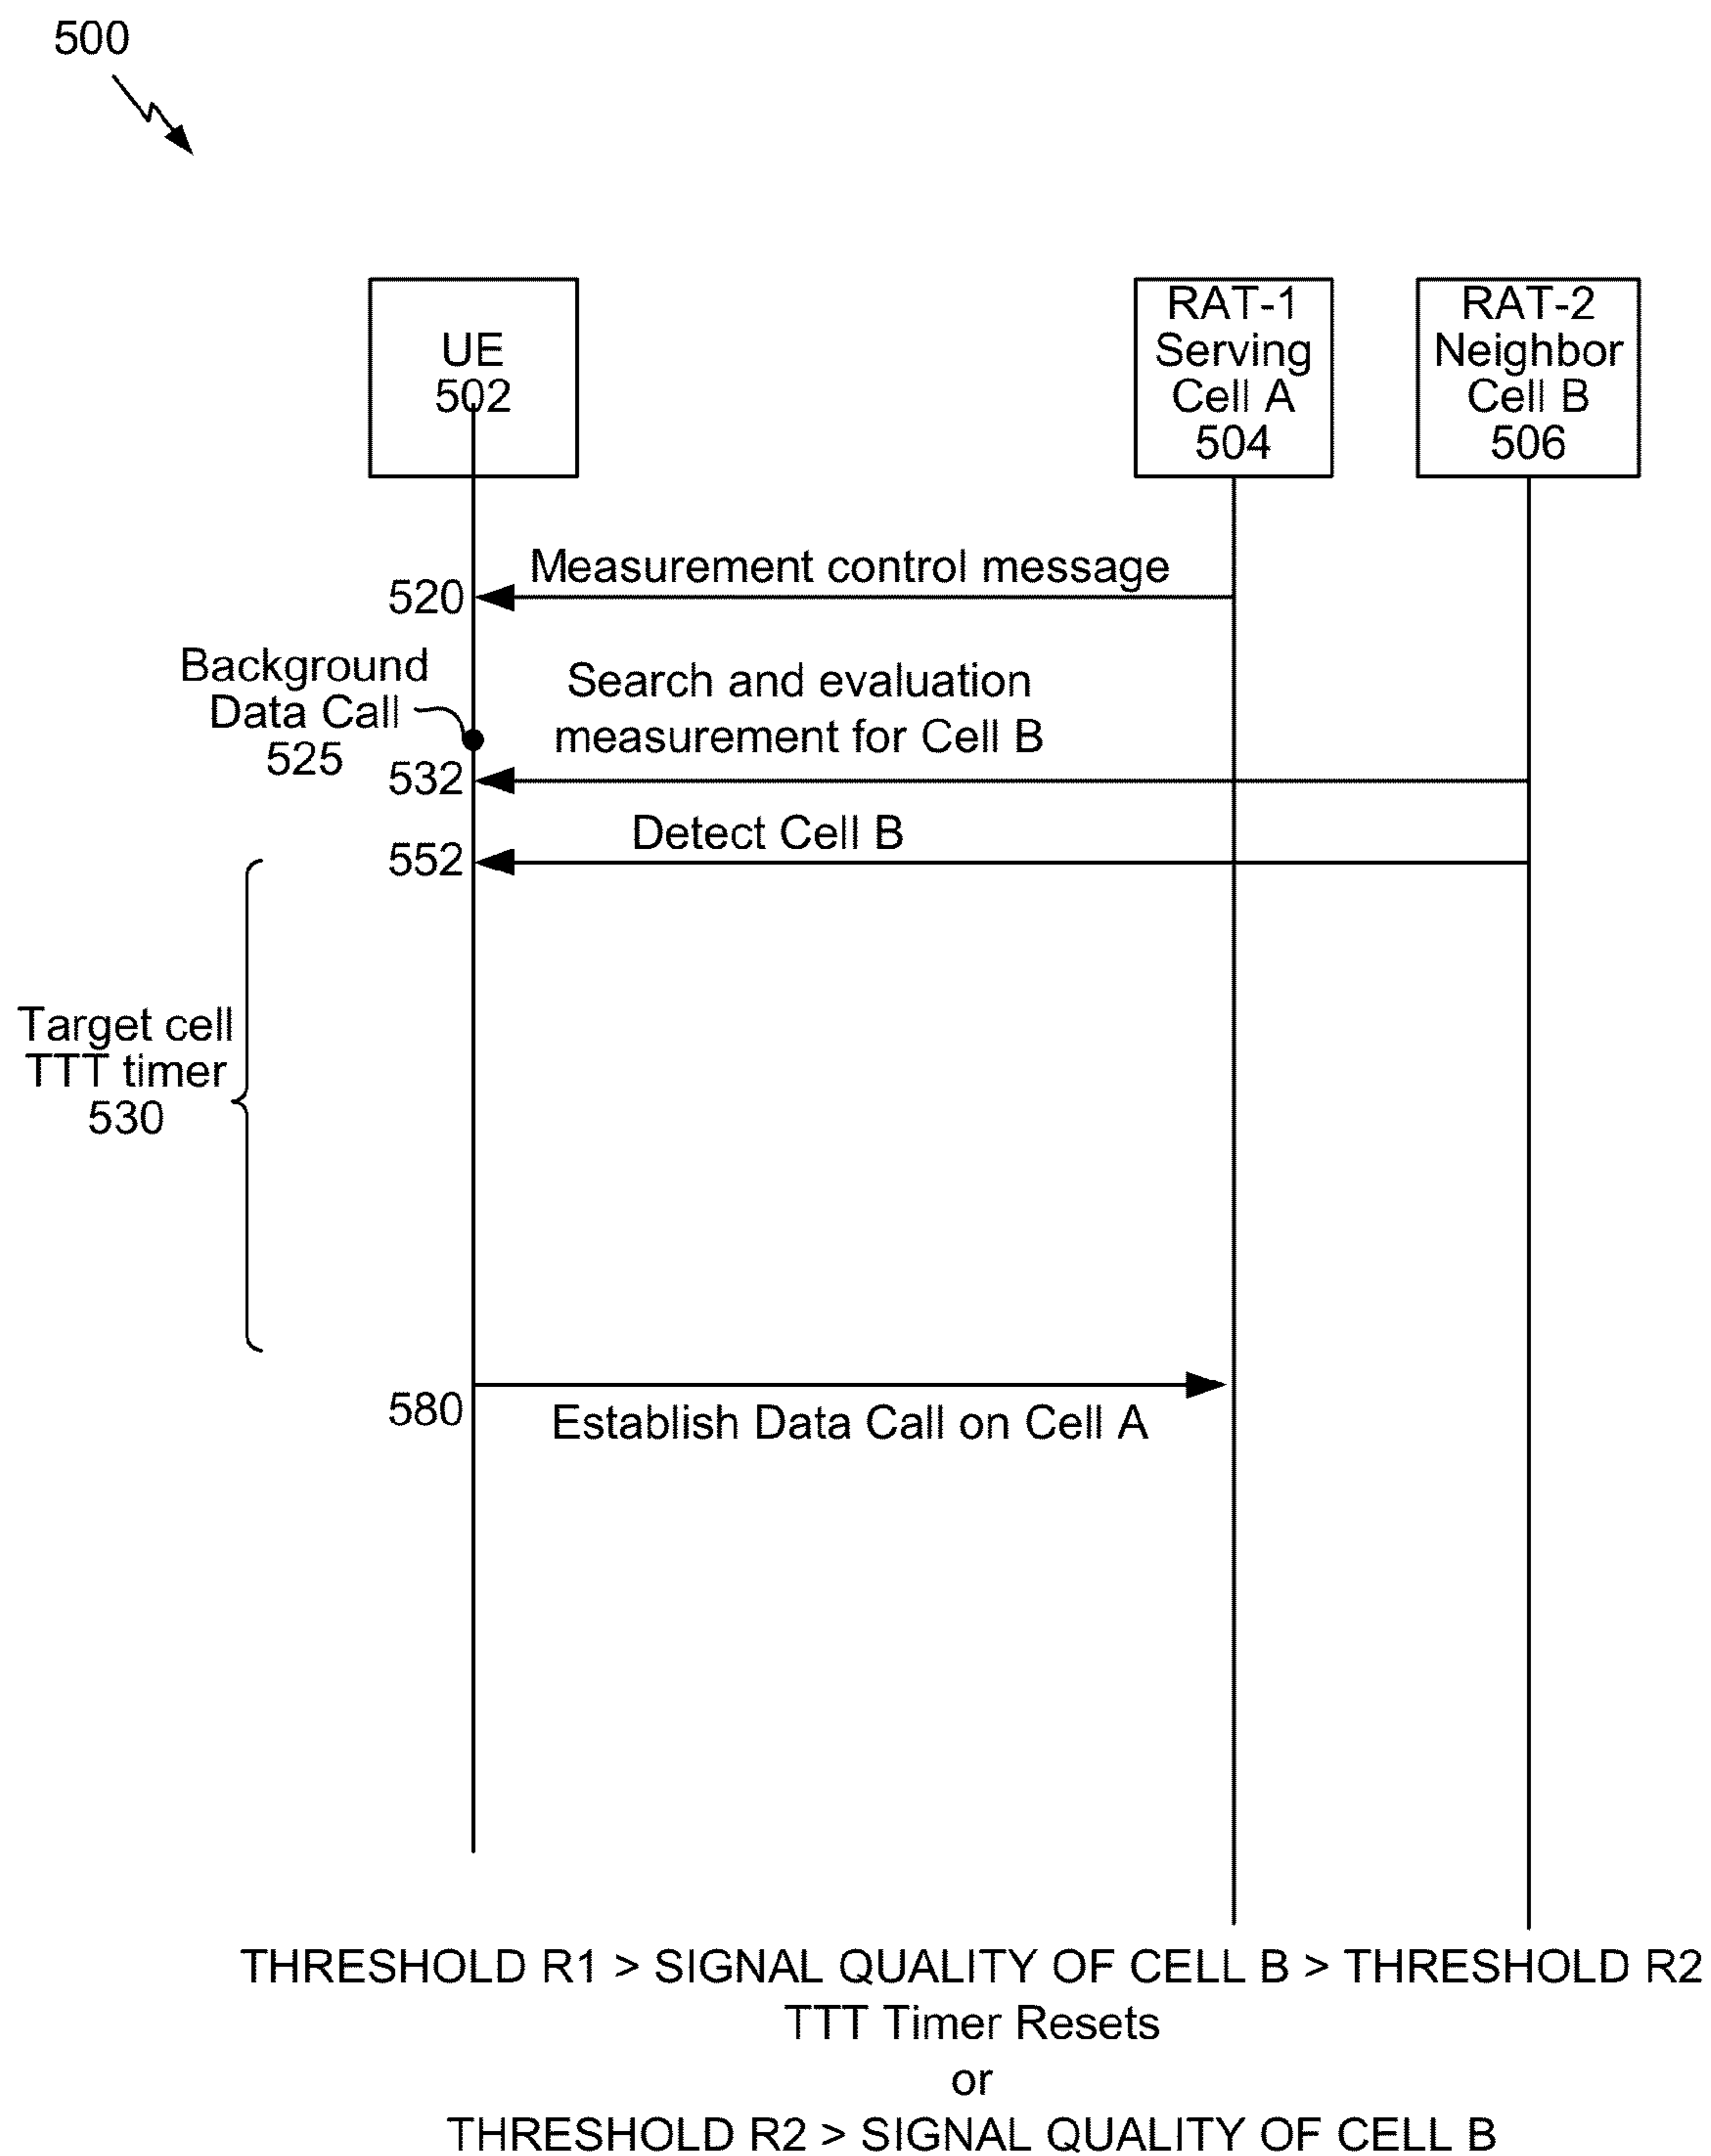 500
UE
502
RAT-1
Serving
Cell A
504
RAT-2
Neighbor
Cell B
506
Measurement control message
520
Background
Data Call
525
Search and evaluation
measurement for Cell B
532
Detect Cell B
552
Target cell
TTT timer
530
580
Establish Data Call on Cell A
THRESHOLD R1 > SIGNAL QUALITY OF CELL B > THRESHOLD R2
TTT Timer Resets
or
THRESHOLD R2 > SIGNAL QUALITY OF CELL B